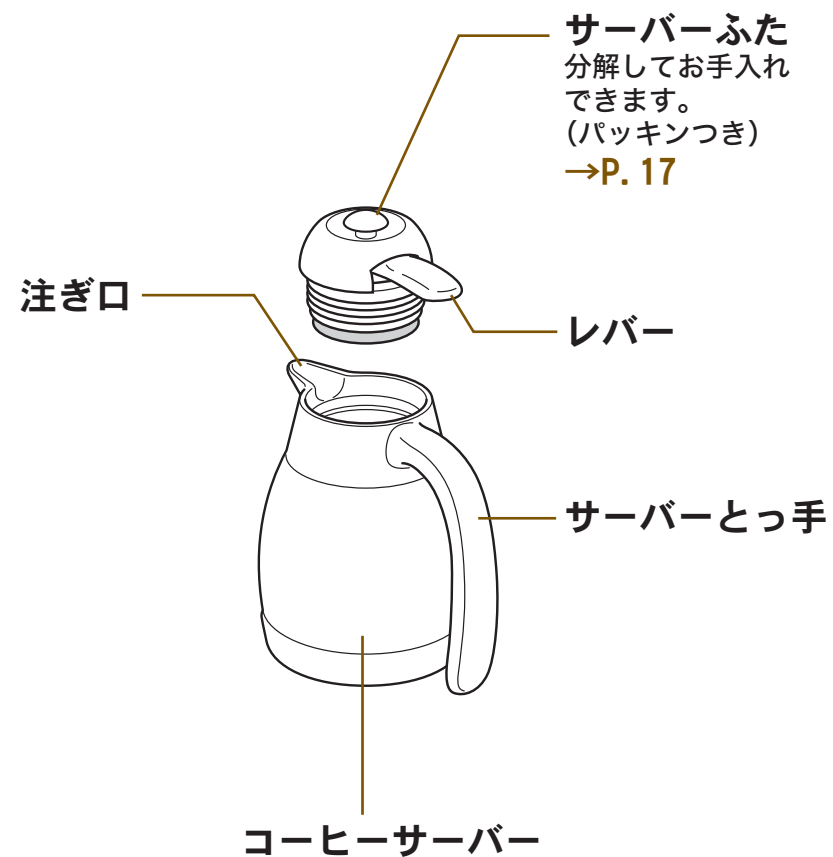 サーバーふた
分解してお手入れ
できます。
（パッキンつき）
→P. 17
注ぎ口
レバー
サーバーとっ手
コーヒーサーバー